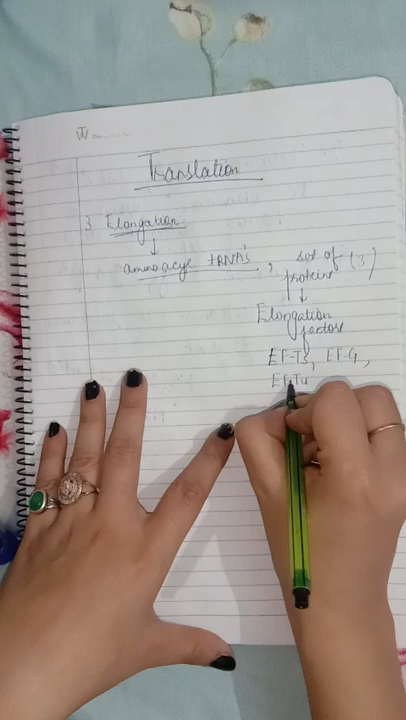 Translation
3. Elongation
↓
aminoacyl tRNA's, set of (3)
proteins
↓
Elongation
factors
EF-Ts, EF-G,
EF-Tu